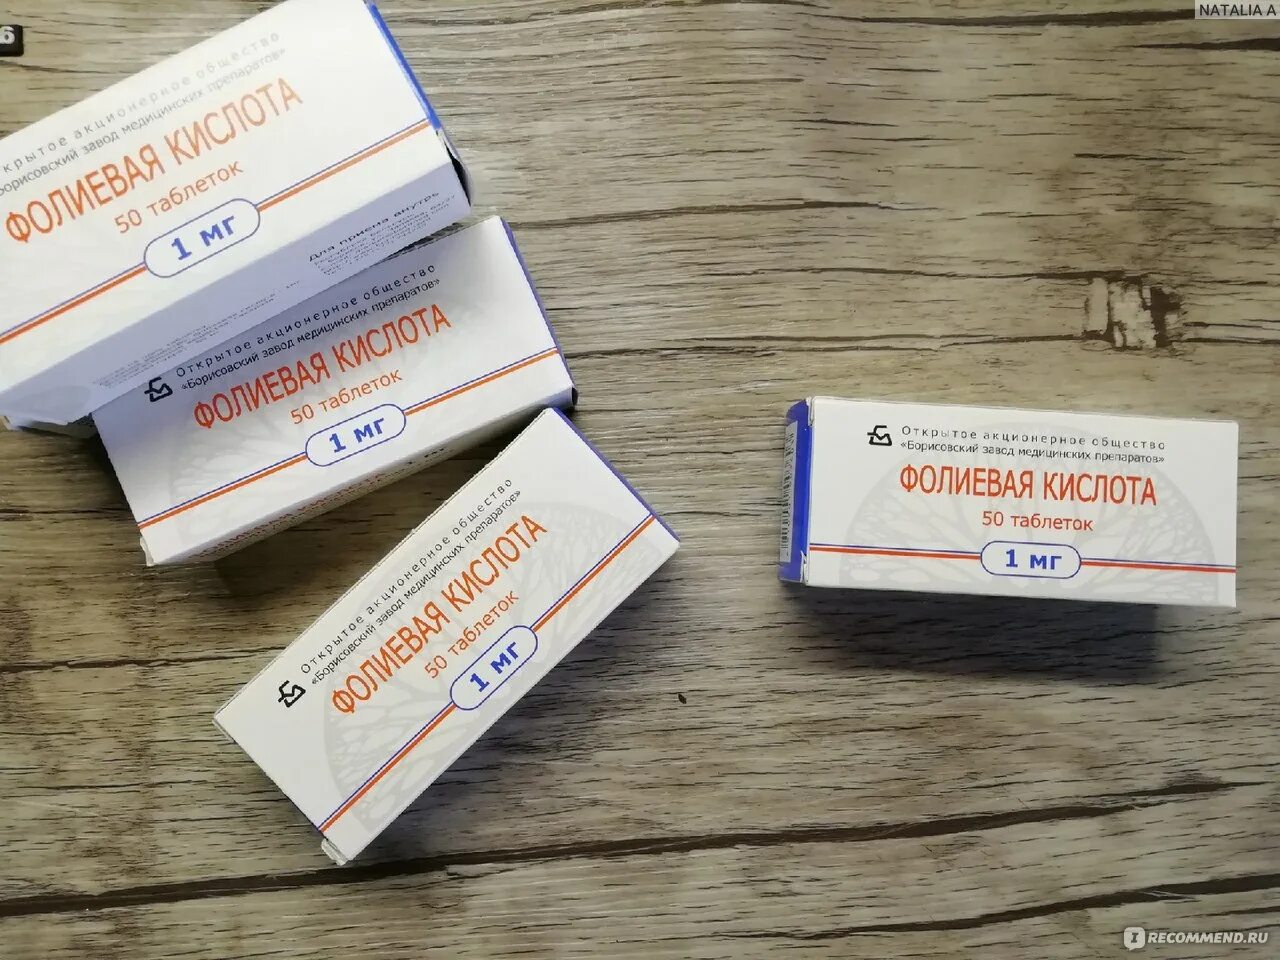 NATALIA A
6
Открытое акционерное общество
«Борисовский завод медицинских препаратов»
ФОЛИЕВАЯ КИСЛОТА
50 таблеток
1 мг
Для приема внутрь
Открытое акционерное общество
«Борисовский завод медицинских препаратов»
ФОЛИЕВАЯ КИСЛОТА
50 таблеток
1 мг
Открытое акционерное общество
«Борисовский завод медицинских препаратов»
ФОЛИЕВАЯ КИСЛОТА
50 таблеток
1 мг
Открытое акционерное общество
«Борисовский завод медицинских препаратов»
ФОЛИЕВАЯ КИСЛОТА
50 таблеток
1 мг
IRECOMMEND.RU